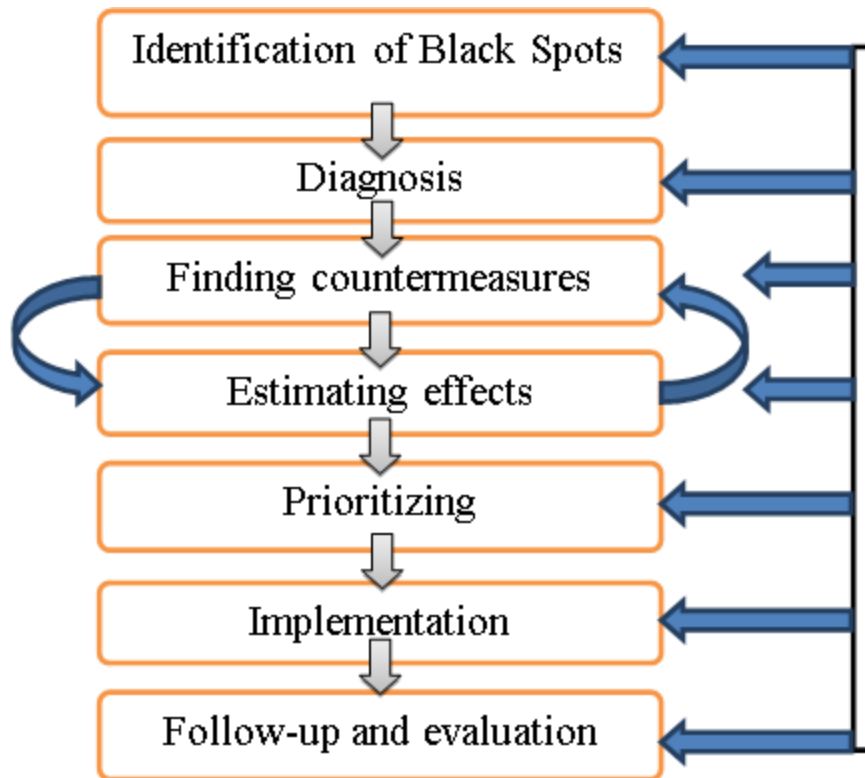 Identification of Black Spots
Diagnosis
Finding countermeasures
Estimating effects
Prioritizing
Implementation
Follow-up and evaluation